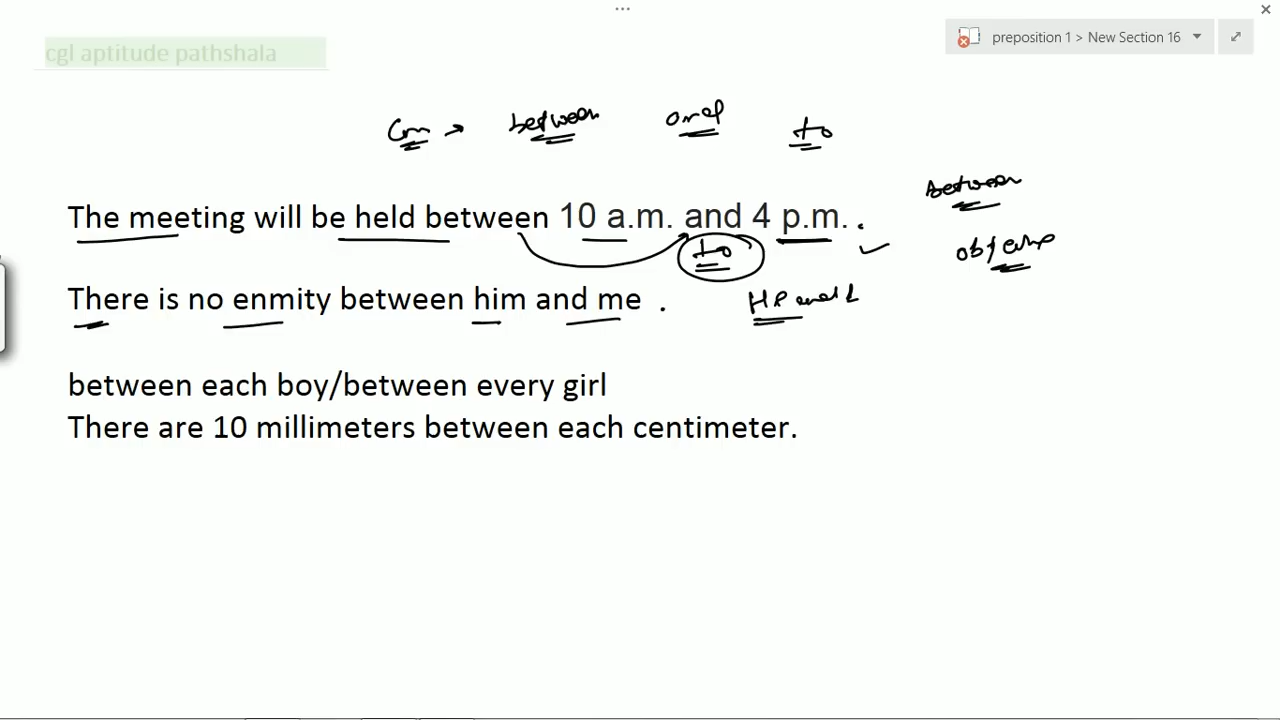 ...
preposition 1 > New Section 16
cgl aptitude pathshala
between and to
between
The meeting will be held between 10 a.m. and 4 p.m. .
to
There is no enmity between him and me .
between each boy/between every girl
There are 10 millimeters between each centimeter.